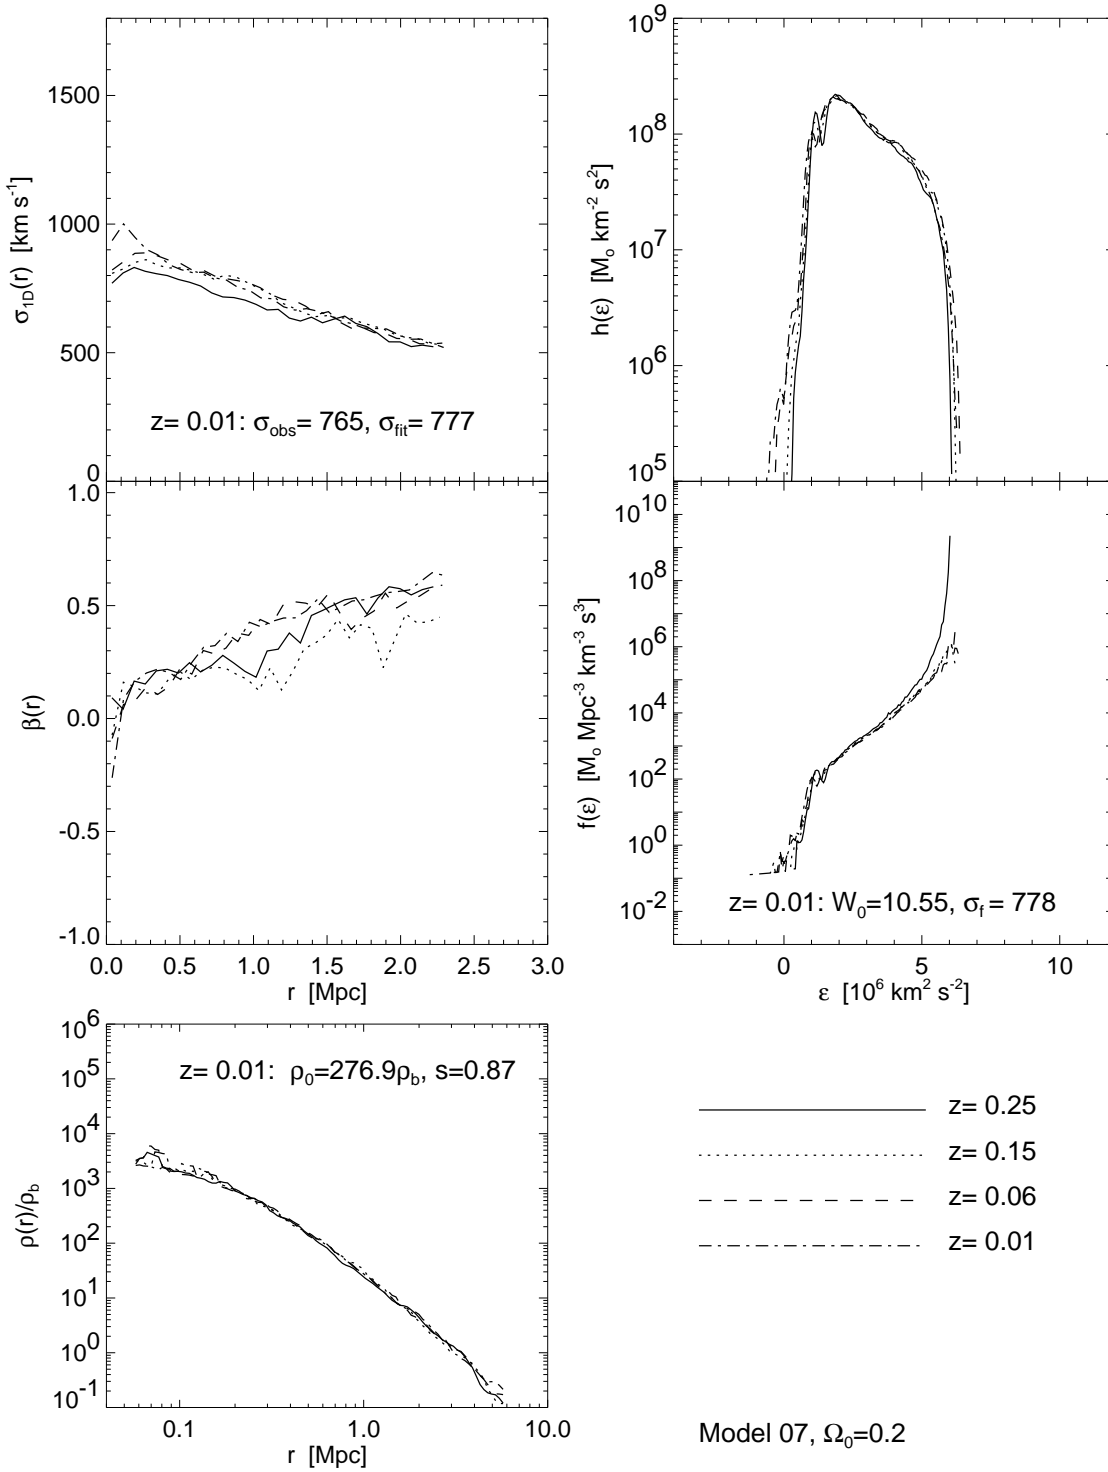 1500
1000
500
0
σ1D(r) [km s-1]
z= 0.01: σobs= 765, σfit= 777
10^9
10^8
10^7
10^6
10^5
h(ε) [Mo km-2 s2]
1.0
0.5
0.0
-0.5
-1.0
β(r)
0.0 0.5 1.0 1.5 2.0 2.5 3.0
r [Mpc]
10^10
10^8
10^6
10^4
10^2
10^0
10^-2
f(ε) [Mo Mpc-3 km-3 s3]
z= 0.01: W0=10.55, σf = 778
0 5 10
ε [10^6 km2 s-2]
10^6
10^5
10^4
10^3
10^2
10^1
10^0
10^-1
ρ(r)/ρb
z= 0.01: ρ0=276.9ρb, s=0.87
0.1 1.0 10.0
r [Mpc]
z= 0.25
z= 0.15
z= 0.06
z= 0.01
Model 07, Ω0=0.2